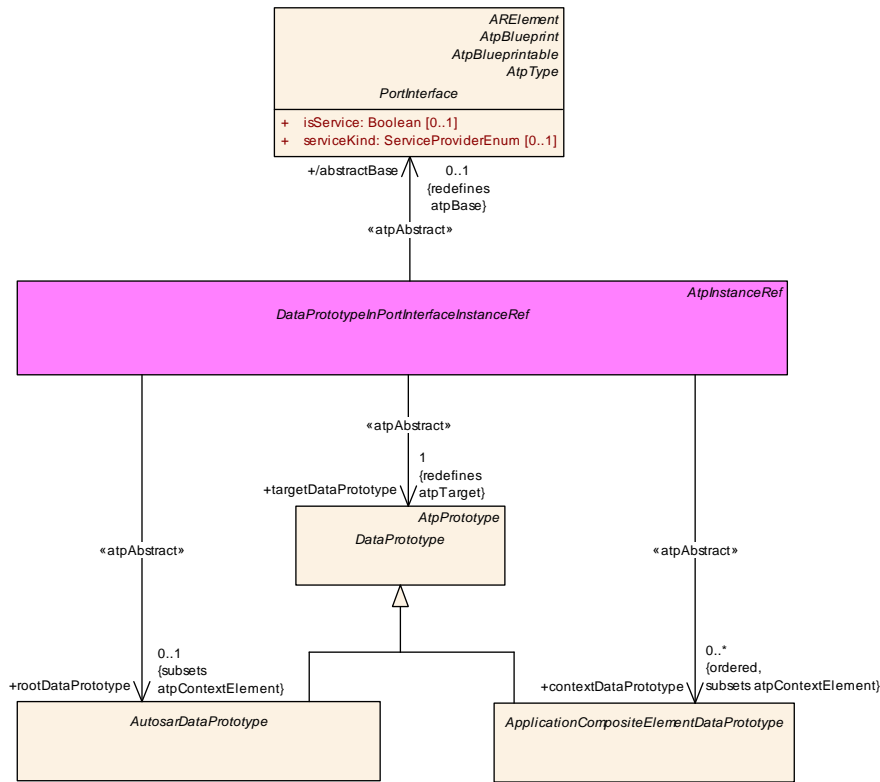 ARElement
AtpBlueprint
AtpBlueprintable
AtpType
PortInterface
+ isService: Boolean [0..1]
+ serviceKind: ServiceProviderEnum [0..1]
+/abstractBase
0..1
{redefines
atpBase}
«atpAbstract»
AtpInstanceRef
DataPrototypeInPortInterfaceInstanceRef
«atpAbstract»
1
{redefines
atpTarget}
+targetDataPrototype
AtpPrototype
DataPrototype
«atpAbstract»
«atpAbstract»
0..1
{subsets
atpContextElement}
+rootDataPrototype
0..*
{ordered,
subsets atpContextElement}
+contextDataPrototype
AutosarDataPrototype
ApplicationCompositeElementDataPrototype